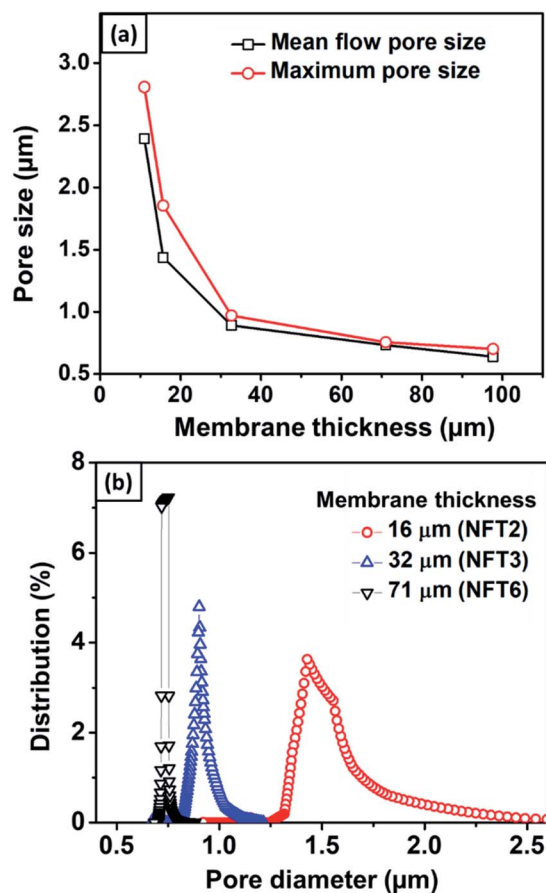 (a)
Mean flow pore size
Maximum pore size
3.0
2.5
2.0
1.5
1.0
0.5
Pore size (µm)
0 20 40 60 80 100
Membrane thickness (µm)
(b)
Membrane thickness
16 µm (NFT2)
32 µm (NFT3)
71 µm (NFT6)
8
6
4
2
0
Distribution (%)
0.5 1.0 1.5 2.0 2.5
Pore diameter (µm)